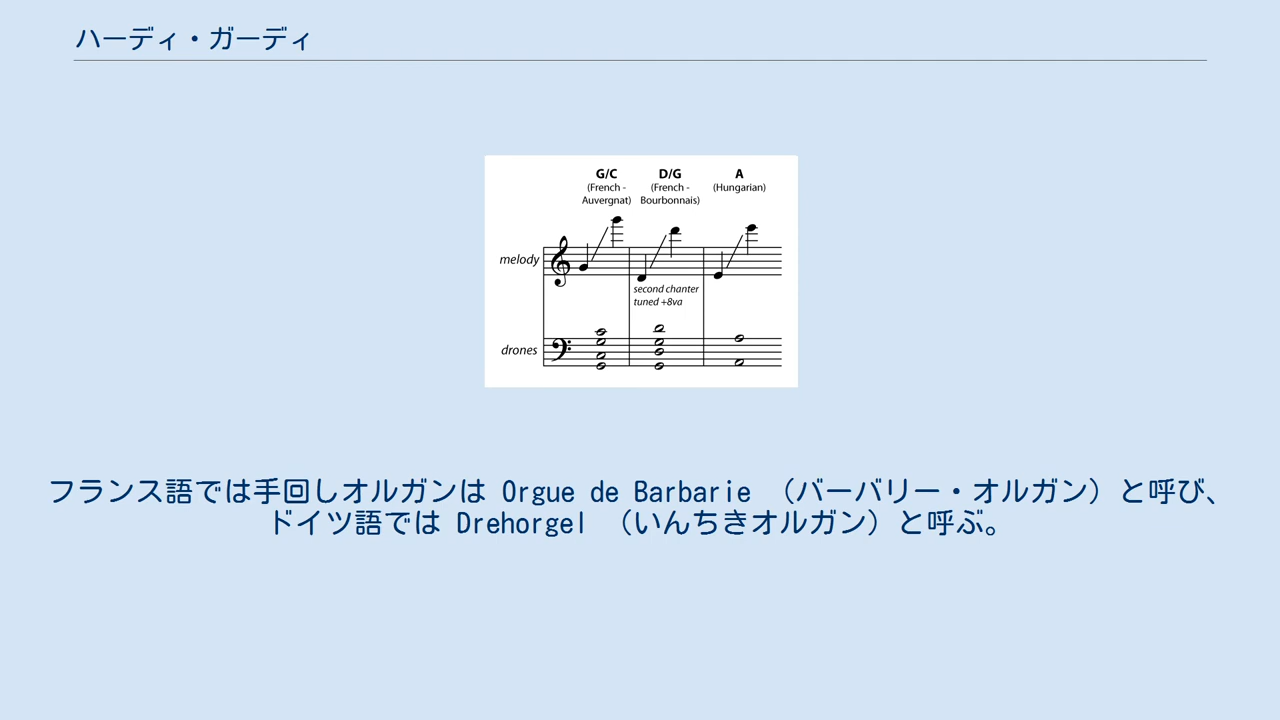 ハーディ・ガーディ
G/C D/G A
(French - (French - (Hungarian)
Auvergnat) Bourbonnais)
melody
second chanter
tuned +8va
drones
フランス語では手回しオルガンは Orgue de Barbarie （バーバリー・オルガン）と呼び、
ドイツ語では Drehorgel （いんちきオルガン）と呼ぶ。